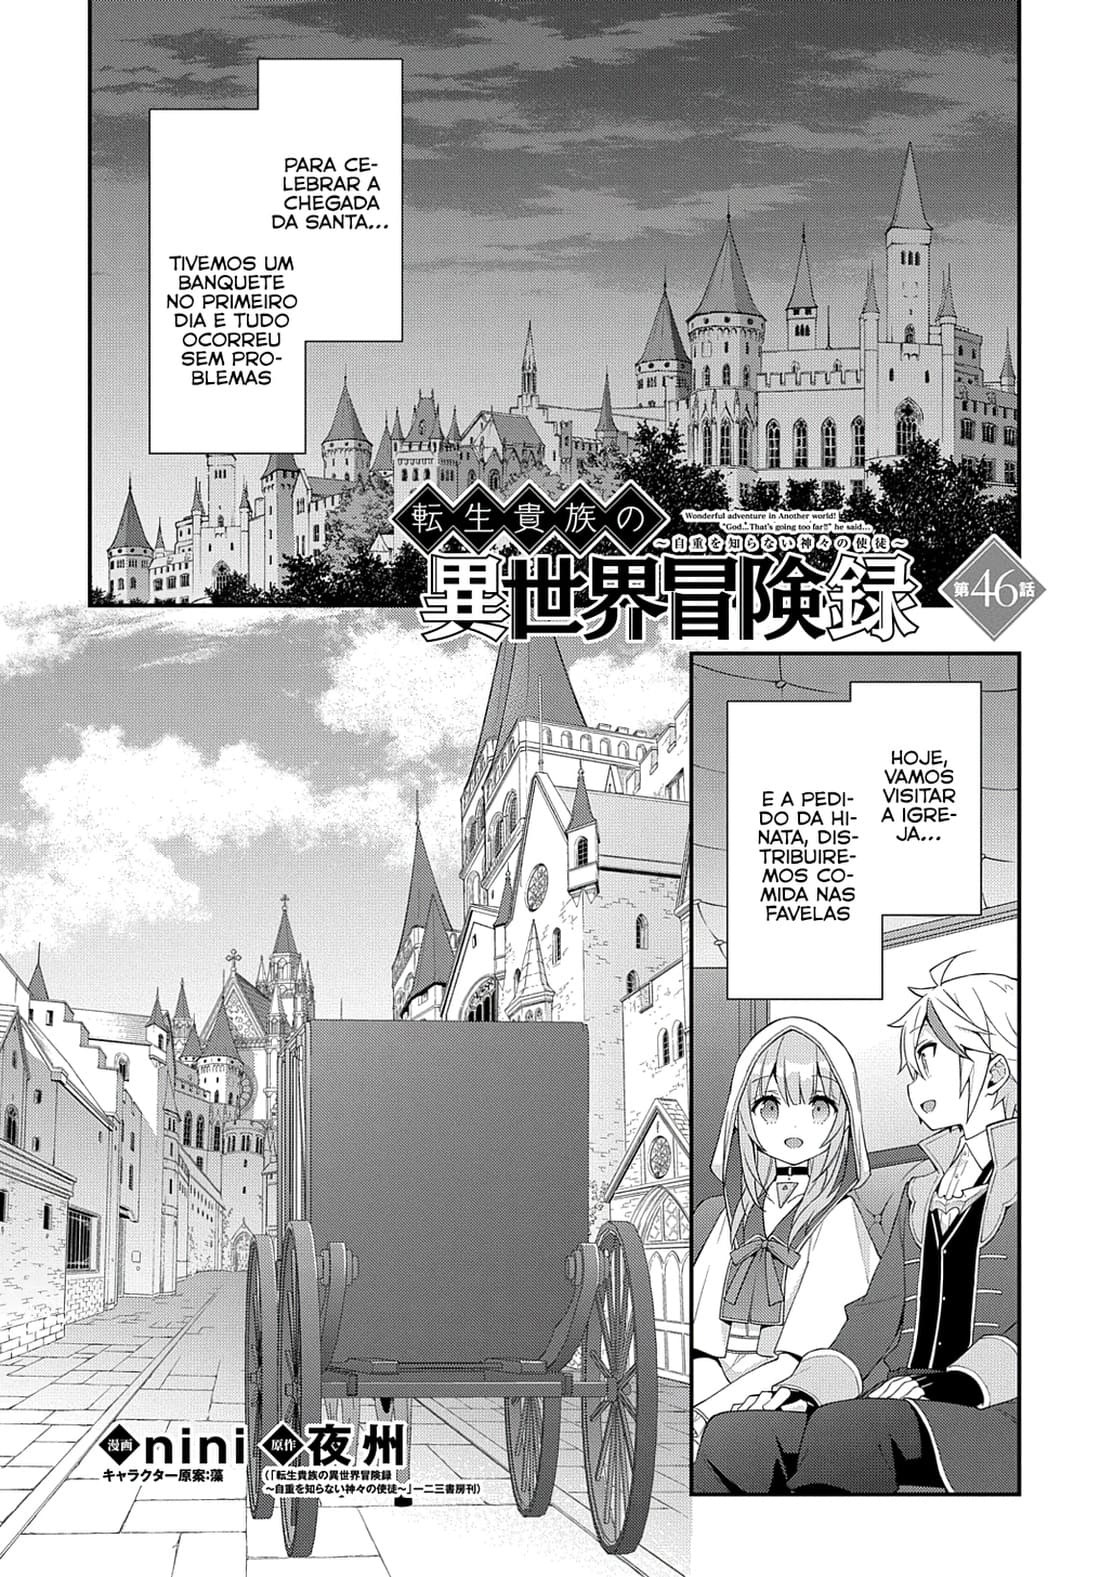 PARA CE-
LEBRAR A
CHEGADA
DA SANTA...
TIVEMOS UM
BANQUETE
NO PRIMEIRO
DIA E TUDO
OCORREU
SEM PRO-
BLEMAS
転生貴族の
Wonderful adventure in Another world!
"God...That's going too far!!" he said...
～自重を知らない神々の使徒～
異世界冒険録
第46話
HOJE,
VAMOS
VISITAR
A IGRE-
JA...
E A PEDI-
DO DA HI-
NATA, DIS-
TRIBUIRE-
MOS CO-
MIDA NAS
FAVELAS
漫画 nini 原作 夜州
キャラクター原案:藻
(「転生貴族の異世界冒険録
～自重を知らない神々の使徒～」一二三書房刊)